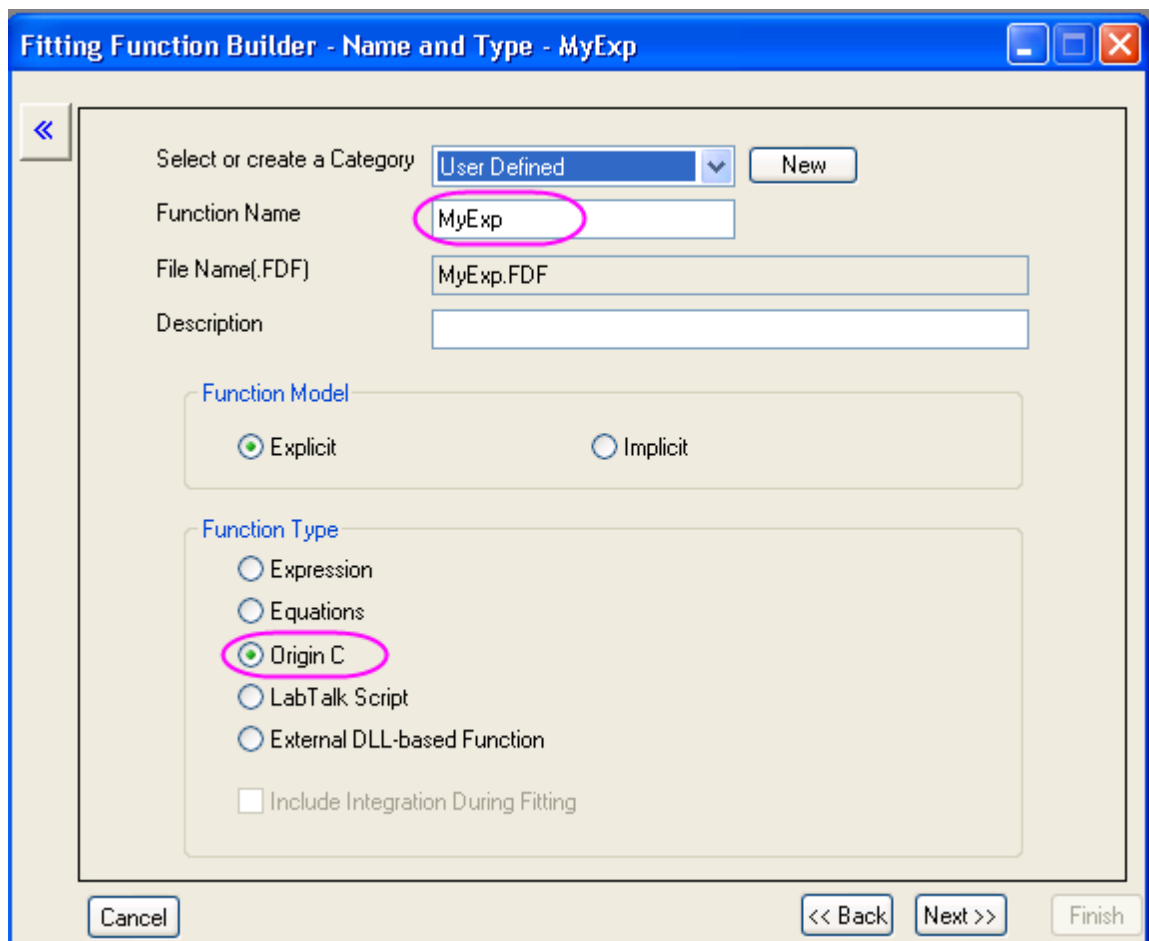 Fitting Function Builder - Name and Type - MyExp
Select or create a Category User Defined New
Function Name MyExp
File Name(.FDF) MyExp.FDF
Description
Function Model
Explicit Implicit
Function Type
Expression
Equations
Origin C
LabTalk Script
External DLL-based Function
Include Integration During Fitting
Cancel << Back Next >> Finish